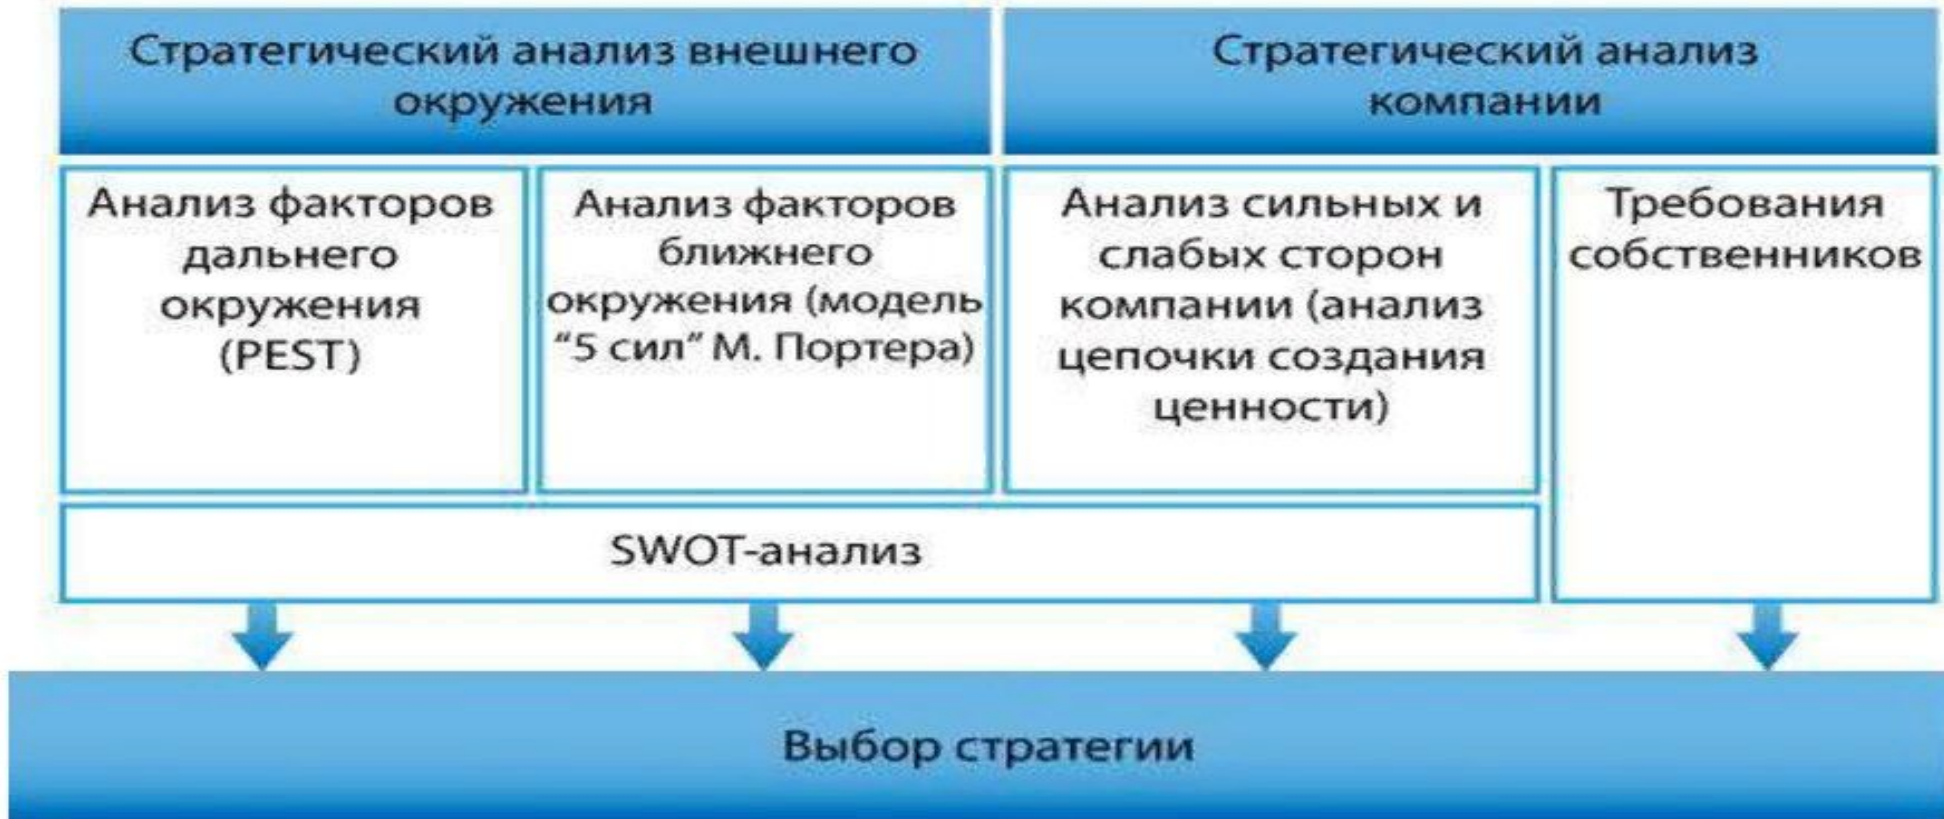 Стратегический анализ внешнего
окружения
Стратегический анализ
компании
Анализ факторов
дальнего
окружения
(PEST)
Анализ факторов
ближнего
окружения (модель
“5 сил” М. Портера)
Анализ сильных и
слабых сторон
компании (анализ
цепочки создания
ценности)
Требования
собственников
SWOT-анализ
Выбор стратегии